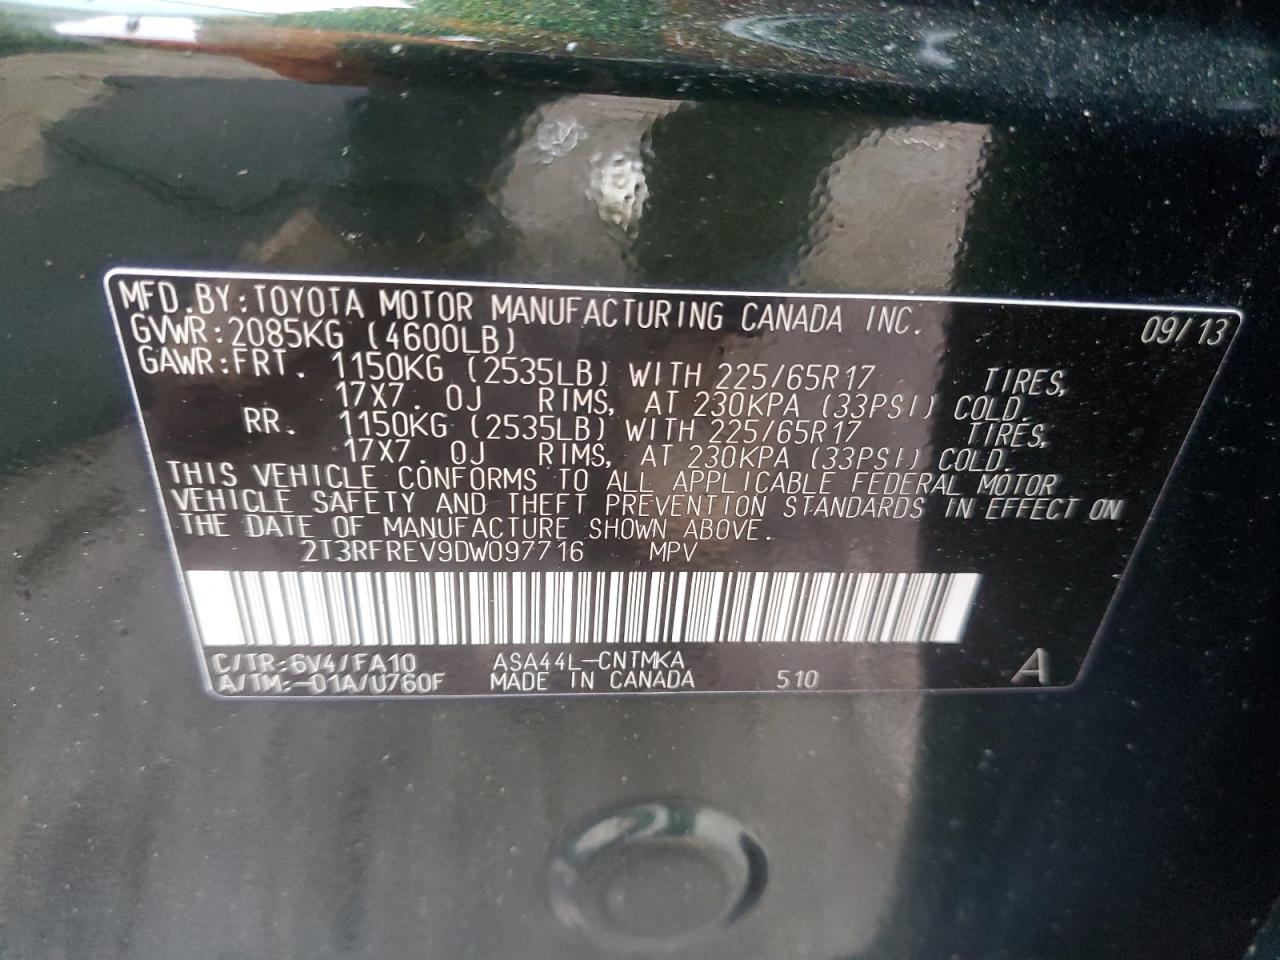 MFD.BY:TOYOTA MOTOR MANUFACTURING CANADA INC. 09/13
GVWR:2085KG (4600LB)
GAWR:FRT. 1150KG (2535LB) WITH 225/65R17 TIRES,
17X7.0J RIMS, AT 230KPA (33PSI) COLD.
RR. 1150KG (2535LB) WITH 225/65R17 TIRES,
17X7.0J RIMS, AT 230KPA (33PSI) COLD.
THIS VEHICLE CONFORMS TO ALL APPLICABLE FEDERAL MOTOR
VEHICLE SAFETY AND THEFT PREVENTION STANDARDS IN EFFECT ON
THE DATE OF MANUFACTURE SHOWN ABOVE.
2T3RFREV9DW097716 MPV
C/TR:6V4/FA10 ASA44L-CNTMKA A
A/TM:-01A/U760F MADE IN CANADA 510